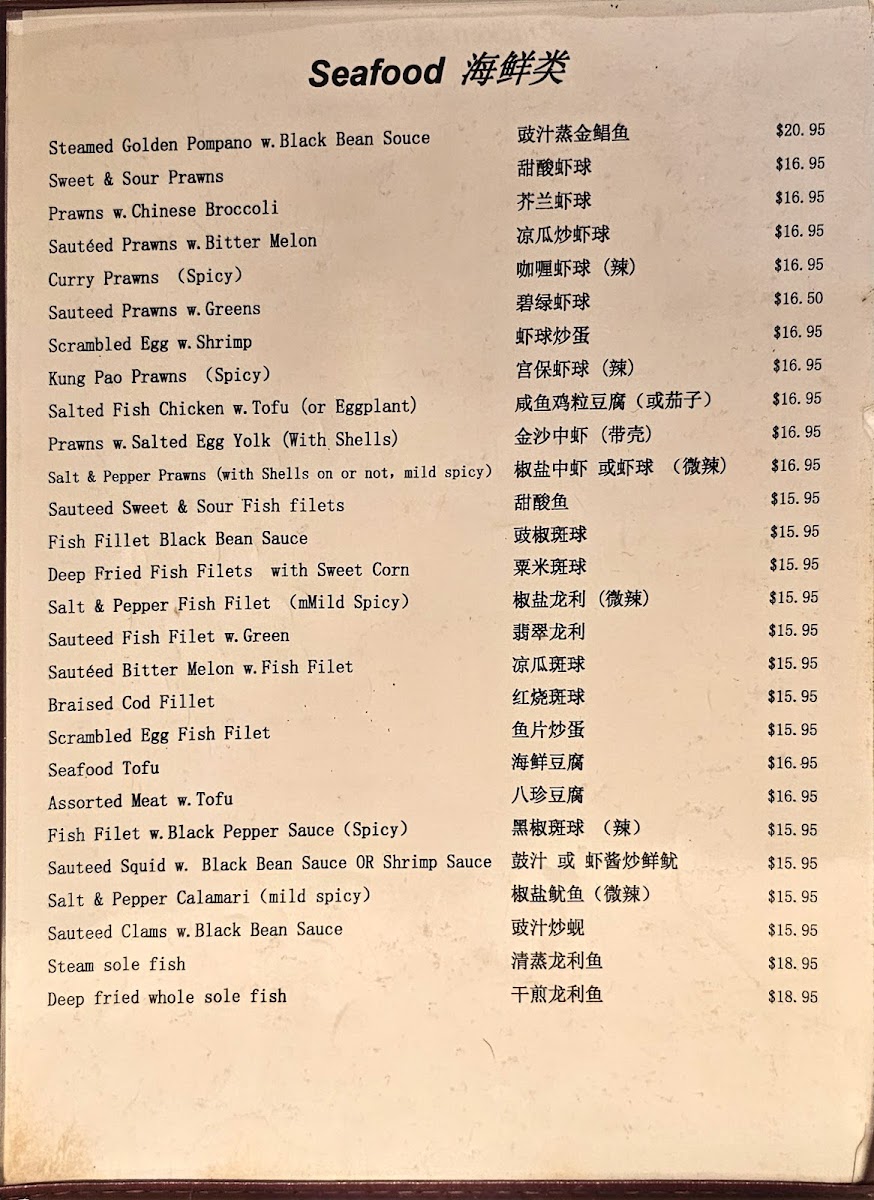 Seafood 海鲜类
Steamed Golden Pompano w. Black Bean Souce 豉汁蒸金鲳鱼 $20.95
Sweet & Sour Prawns 甜酸虾球 $16.95
Prawns w. Chinese Broccoli 芥兰虾球 $16.95
Sautéed Prawns w. Bitter Melon 凉瓜炒虾球 $16.95
Curry Prawns (Spicy) 咖喱虾球 (辣) $16.95
Sauteed Prawns w. Greens 碧绿虾球 $16.50
Scrambled Egg w. Shrimp 虾球炒蛋 $16.95
Kung Pao Prawns (Spicy) 宫保虾球 (辣) $16.95
Salted Fish Chicken w. Tofu (or Eggplant) 咸鱼鸡粒豆腐（或茄子） $16.95
Prawns w. Salted Egg Yolk (With Shells) 金沙中虾 (带壳) $16.95
Salt & Pepper Prawns (with Shells on or not, mild spicy) 椒盐中虾 或虾球 （微辣) $16.95
Sauteed Sweet & Sour Fish filets 甜酸鱼 $15.95
Fish Fillet Black Bean Sauce 豉椒斑球 $15.95
Deep Fried Fish Filets with Sweet Corn 粟米斑球 $15.95
Salt & Pepper Fish Filet (mMild Spicy) 椒盐龙利 (微辣) $15.95
Sauteed Fish Filet w. Green 翡翠龙利 $15.95
Sautéed Bitter Melon w. Fish Filet 凉瓜斑球 $15.95
Braised Cod Fillet 红烧斑球 $15.95
Scrambled Egg Fish Filet 鱼片炒蛋 $15.95
Seafood Tofu 海鲜豆腐 $16.95
Assorted Meat w. Tofu 八珍豆腐 $16.95
Fish Filet w. Black Pepper Sauce (Spicy) 黑椒斑球 （辣） $15.95
Sauteed Squid w. Black Bean Sauce OR Shrimp Sauce 鼓汁 或 虾酱炒鲜鱿 $15.95
Salt & Pepper Calamari (mild spicy) 椒盐鱿鱼（微辣） $15.95
Sauteed Clams w. Black Bean Sauce 豉汁炒蚬 $15.95
Steam sole fish 清蒸龙利鱼 $18.95
Deep fried whole sole fish 干煎龙利鱼 $18.95